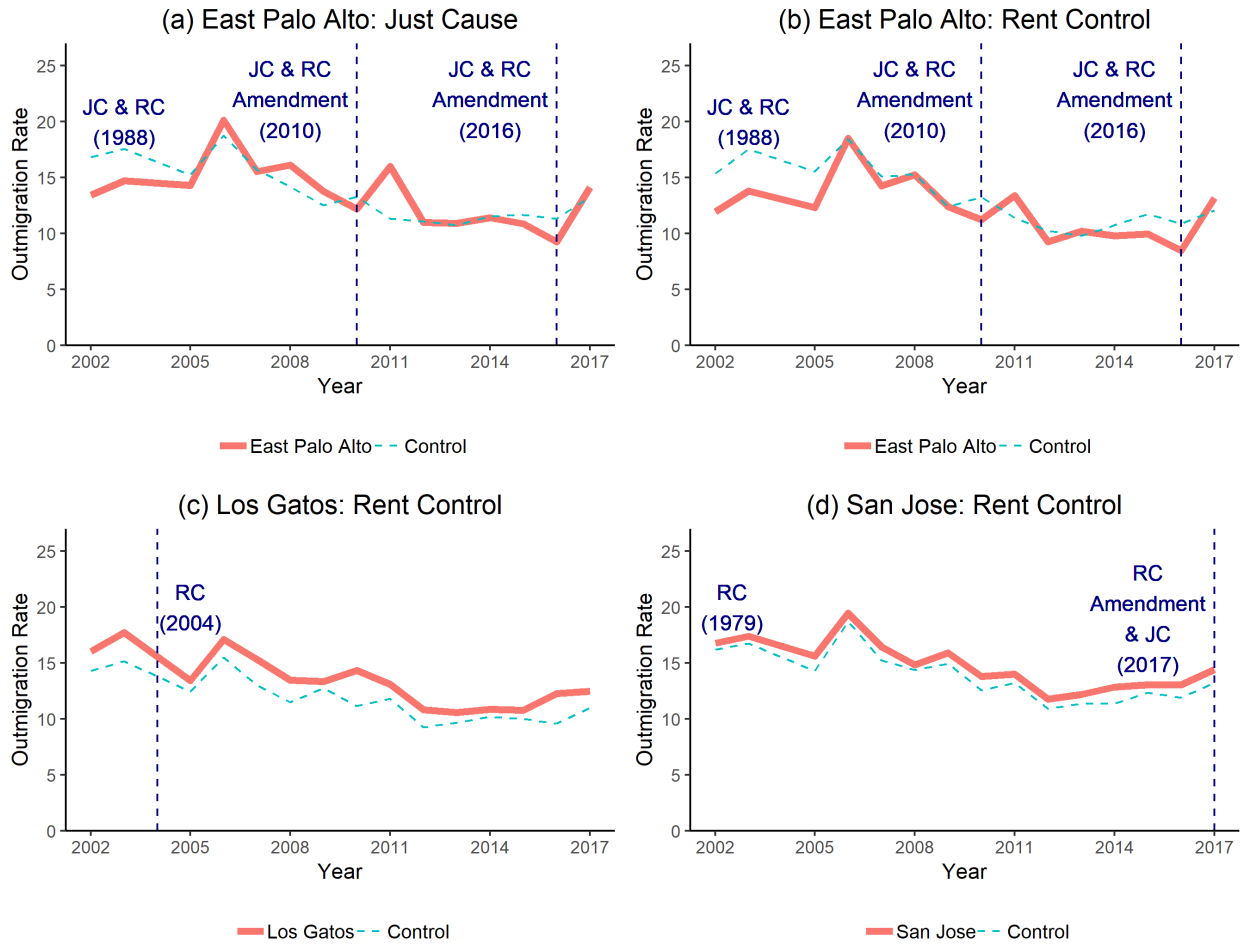 (a) East Palo Alto: Just Cause
Outmigration Rate
25
20
15
10
5
0
JC & RC
(1988)
JC & RC
Amendment
(2010)
JC & RC
Amendment
(2016)
2002 2005 2008 2011 2014 2017
Year
East Palo Alto Control
(b) East Palo Alto: Rent Control
Outmigration Rate
25
20
15
10
5
0
JC & RC
(1988)
JC & RC
Amendment
(2010)
JC & RC
Amendment
(2016)
2002 2005 2008 2011 2014 2017
Year
East Palo Alto Control
(c) Los Gatos: Rent Control
Outmigration Rate
25
20
15
10
5
0
RC
(2004)
2002 2005 2008 2011 2014 2017
Year
Los Gatos Control
(d) San Jose: Rent Control
Outmigration Rate
25
20
15
10
5
0
RC
(1979)
RC
Amendment
& JC
(2017)
2002 2005 2008 2011 2014 2017
Year
San Jose Control